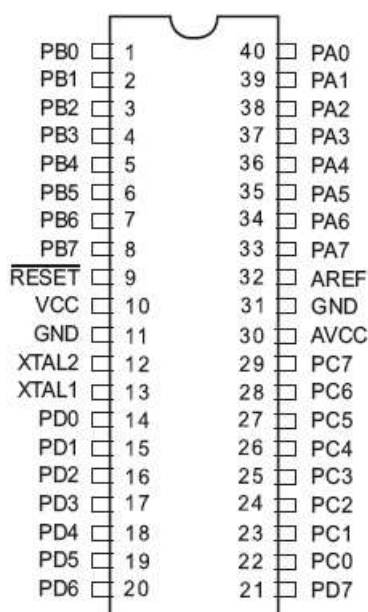 PB0 1 40 PA0
PB1 2 39 PA1
PB2 3 38 PA2
PB3 4 37 PA3
PB4 5 36 PA4
PB5 6 35 PA5
PB6 7 34 PA6
PB7 8 33 PA7
RESET 9 32 AREF
VCC 10 31 GND
GND 11 30 AVCC
XTAL2 12 29 PC7
XTAL1 13 28 PC6
PD0 14 27 PC5
PD1 15 26 PC4
PD2 16 25 PC3
PD3 17 24 PC2
PD4 18 23 PC1
PD5 19 22 PC0
PD6 20 21 PD7